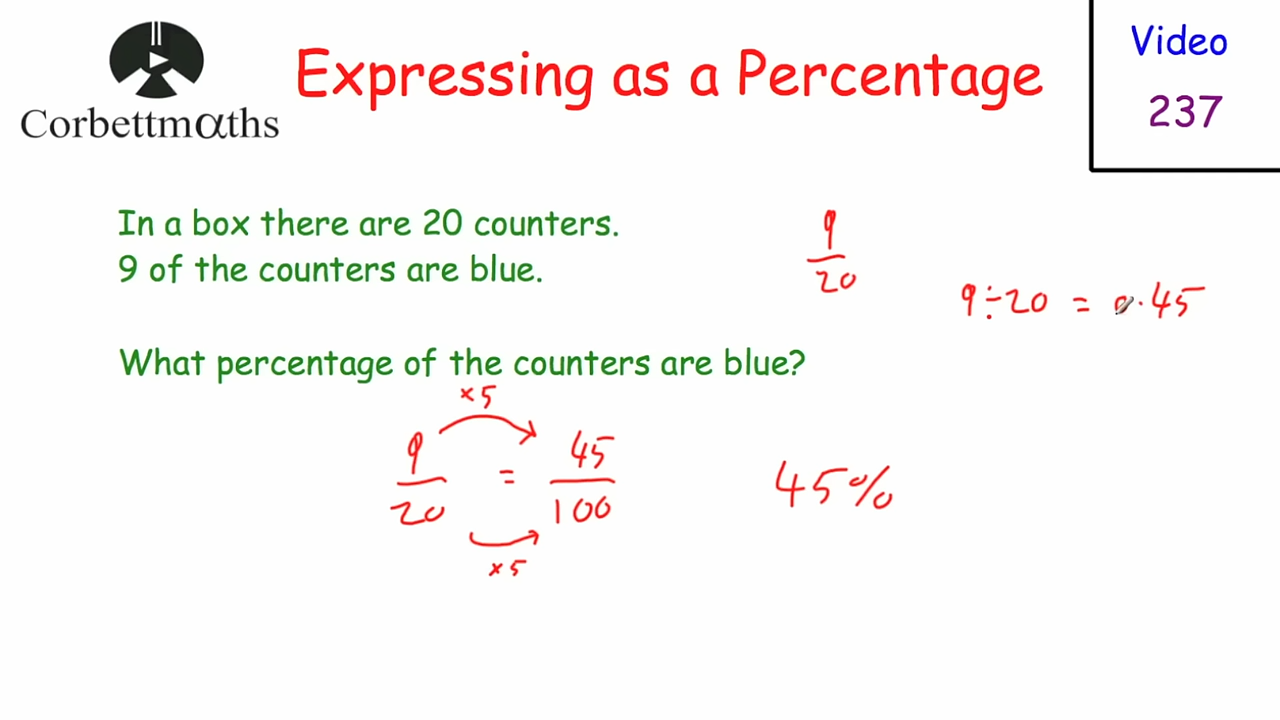 Corbettmαths
Expressing as a Percentage
Video
237
In a box there are 20 counters.
9 of the counters are blue.
9
20
9÷20 = 0.45
What percentage of the counters are blue?
×5
9 = 45
20 100
×5
45%